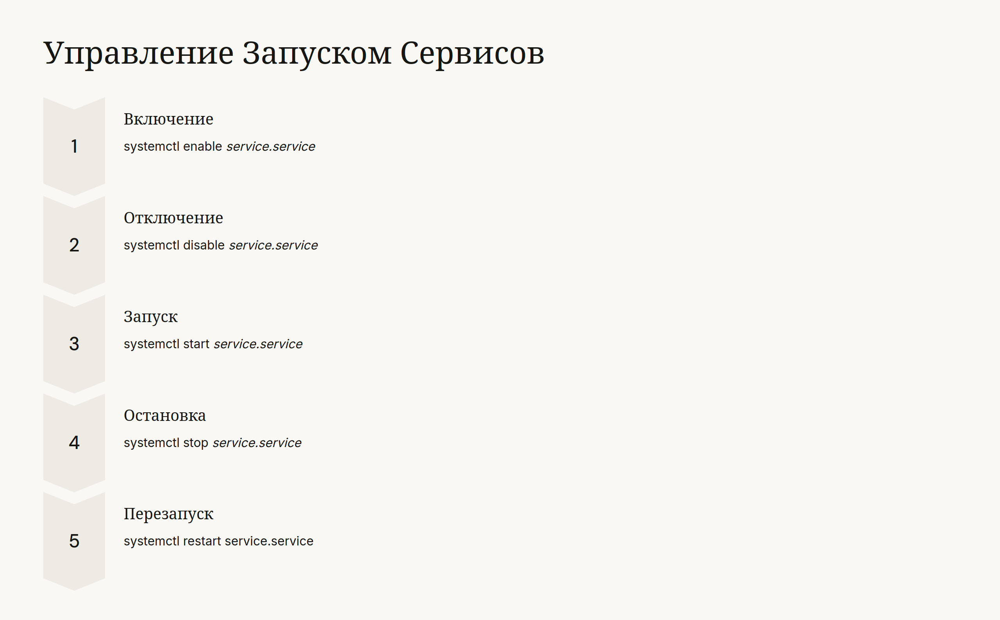 Управление Запуском Сервисов
1
Включение
systemctl enable service.service
2
Отключение
systemctl disable service.service
3
Запуск
systemctl start service.service
4
Остановка
systemctl stop service.service
5
Перезапуск
systemctl restart service.service